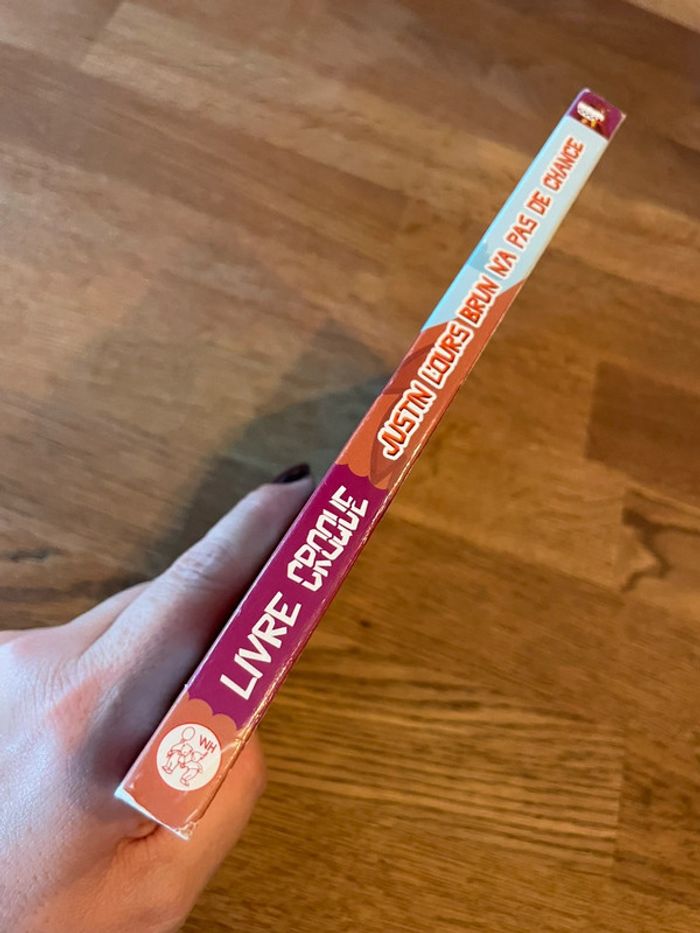 WH
LIVRE CROQUE
JUSTIN L'OURS BRUN N'A PAS DE CHANCE